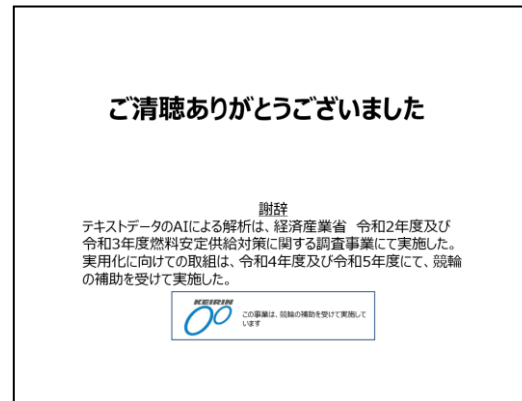 ご清聴ありがとうございました
謝辞
テキストデータのAIによる解析は、経済産業省　令和2年度及び
令和3年度燃料安定供給対策に関する調査事業にて実施した。
実用化に向けての取組は、令和4年度及び令和5年度にて、競輪
の補助を受けて実施した。
KEIRIN
この事業は、競輪の補助を受けて実施して
います